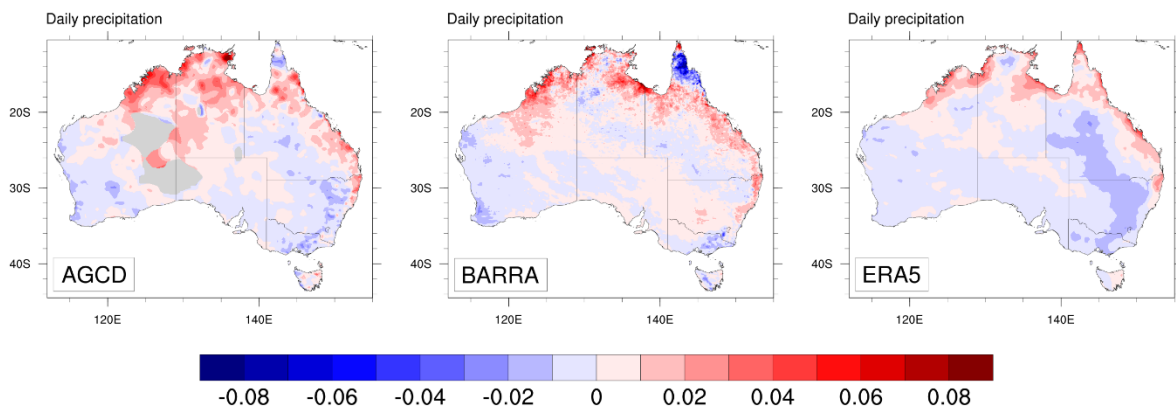 Daily precipitation
Daily precipitation
Daily precipitation
20S
30S
40S
AGCD
120E
140E
20S
30S
40S
BARRA
120E
140E
20S
30S
40S
ERA5
120E
140E
-0.08 -0.06 -0.04 -0.02 0 0.02 0.04 0.06 0.08